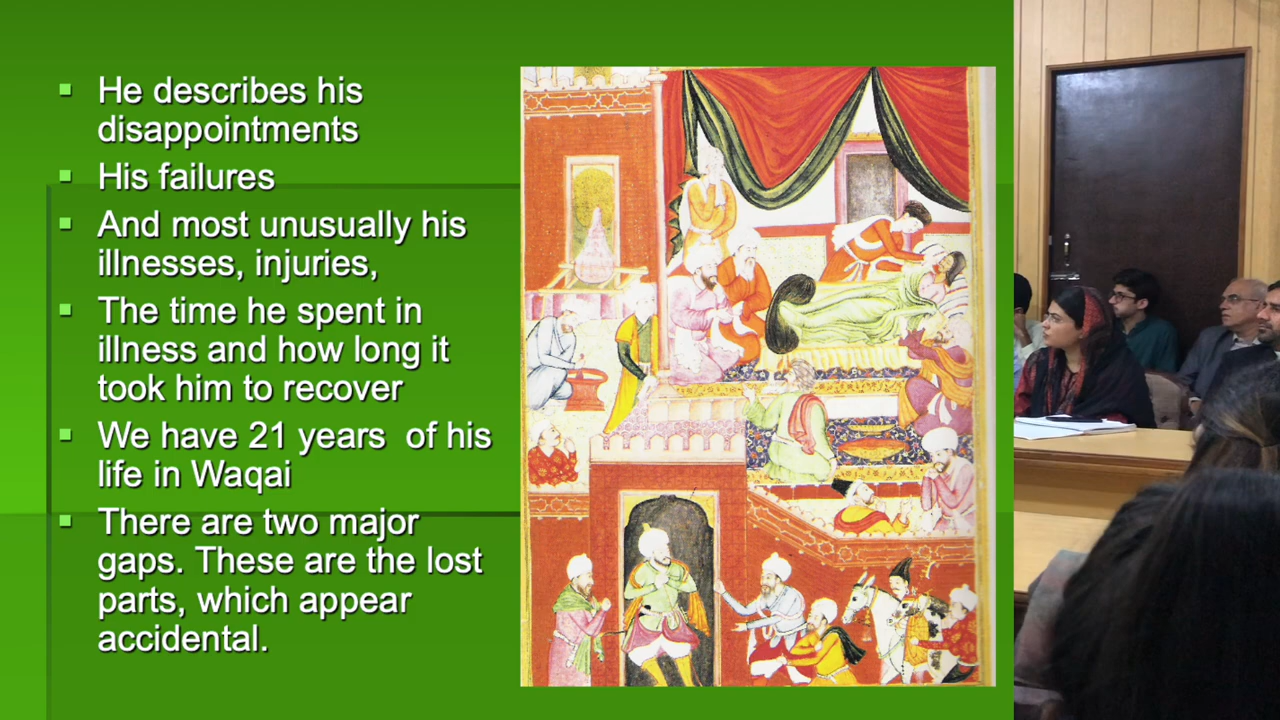 He describes his
disappointments
His failures
And most unusually his
illnesses, injuries,
The time he spent in
illness and how long it
took him to recover
We have 21 years of his
life in Waqai
There are two major
gaps. These are the lost
parts, which appear
accidental.